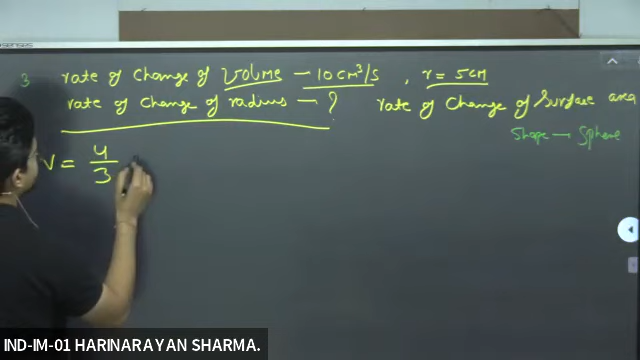 senses
3 rate of Change of Volume — 10 CM³/S , r = 5CM
rate of Change of radius — ? rate of Change of Surface area
Shape → Sphere
V = 4/3
IND-IM-01 HARINARAYAN SHARMA.